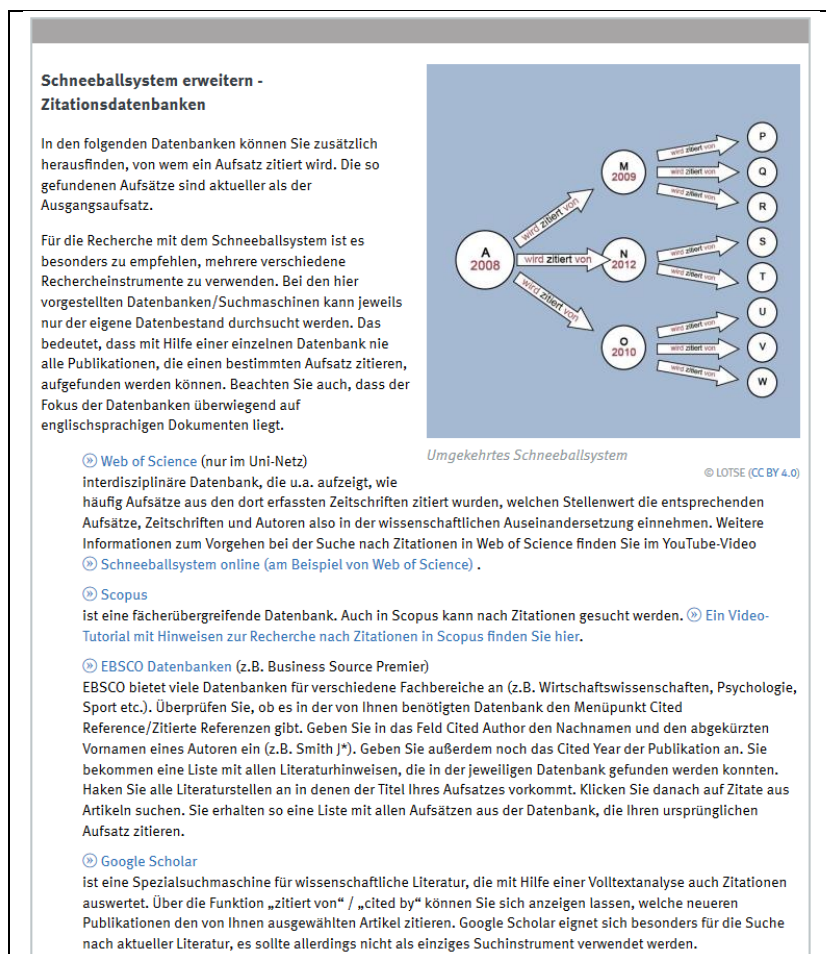 Schneeballsystem erweitern -
Zitationsdatenbanken
In den folgenden Datenbanken können Sie zusätzlich
herausfinden, von wem ein Aufsatz zitiert wird. Die so
gefundenen Aufsätze sind aktueller als der
Ausgangsaufsatz.
Für die Recherche mit dem Schneeballsystem ist es
besonders zu empfehlen, mehrere verschiedene
Rechercheinstrumente zu verwenden. Bei den hier
vorgestellten Datenbanken/Suchmaschinen kann jeweils
nur der eigene Datenbestand durchsucht werden. Das
bedeutet, dass mit Hilfe einer einzelnen Datenbank nie
alle Publikationen, die einen bestimmten Aufsatz zitieren,
aufgefunden werden können. Beachten Sie auch, dass der
Fokus der Datenbanken überwiegend auf
englischsprachigen Dokumenten liegt.
A
2008
wird zitiert von
wird zitiert von
wird zitiert von
M
2009
N
2012
O
2010
wird zitiert von
wird zitiert von
wird zitiert von
wird zitiert von
wird zitiert von
wird zitiert von
wird zitiert von
wird zitiert von
P
Q
R
S
T
U
V
W
Umgekehrtes Schneeballsystem
© LOTSE (CC BY 4.0)
Web of Science (nur im Uni-Netz)
interdisziplinäre Datenbank, die u.a. aufzeigt, wie
häufig Aufsätze aus den dort erfassten Zeitschriften zitiert wurden, welchen Stellenwert die entsprechenden
Aufsätze, Zeitschriften und Autoren also in der wissenschaftlichen Auseinandersetzung einnehmen. Weitere
Informationen zum Vorgehen bei der Suche nach Zitationen in Web of Science finden Sie im YouTube-Video
Schneeballsystem online (am Beispiel von Web of Science) .
Scopus
ist eine fächerübergreifende Datenbank. Auch in Scopus kann nach Zitationen gesucht werden. Ein Video-
Tutorial mit Hinweisen zur Recherche nach Zitationen in Scopus finden Sie hier.
EBSCO Datenbanken (z.B. Business Source Premier)
EBSCO bietet viele Datenbanken für verschiedene Fachbereiche an (z.B. Wirtschaftswissenschaften, Psychologie,
Sport etc.). Überprüfen Sie, ob es in der von Ihnen benötigten Datenbank den Menüpunkt Cited
Reference/Zitierte Referenzen gibt. Geben Sie in das Feld Cited Author den Nachnamen und den abgekürzten
Vornamen eines Autoren ein (z.B. Smith J*). Geben Sie außerdem noch das Cited Year der Publikation an. Sie
bekommen eine Liste mit allen Literaturhinweisen, die in der jeweiligen Datenbank gefunden werden konnten.
Haken Sie alle Literaturstellen an in denen der Titel Ihres Aufsatzes vorkommt. Klicken Sie danach auf Zitate aus
Artikeln suchen. Sie erhalten so eine Liste mit allen Aufsätzen aus der Datenbank, die Ihren ursprünglichen
Aufsatz zitieren.
Google Scholar
ist eine Spezialsuchmaschine für wissenschaftliche Literatur, die mit Hilfe einer Volltextanalyse auch Zitationen
auswertet. Über die Funktion „zitiert von“ / „cited by“ können Sie sich anzeigen lassen, welche neueren
Publikationen den von Ihnen ausgewählten Artikel zitieren. Google Scholar eignet sich besonders für die Suche
nach aktueller Literatur, es sollte allerdings nicht als einziges Suchinstrument verwendet werden.